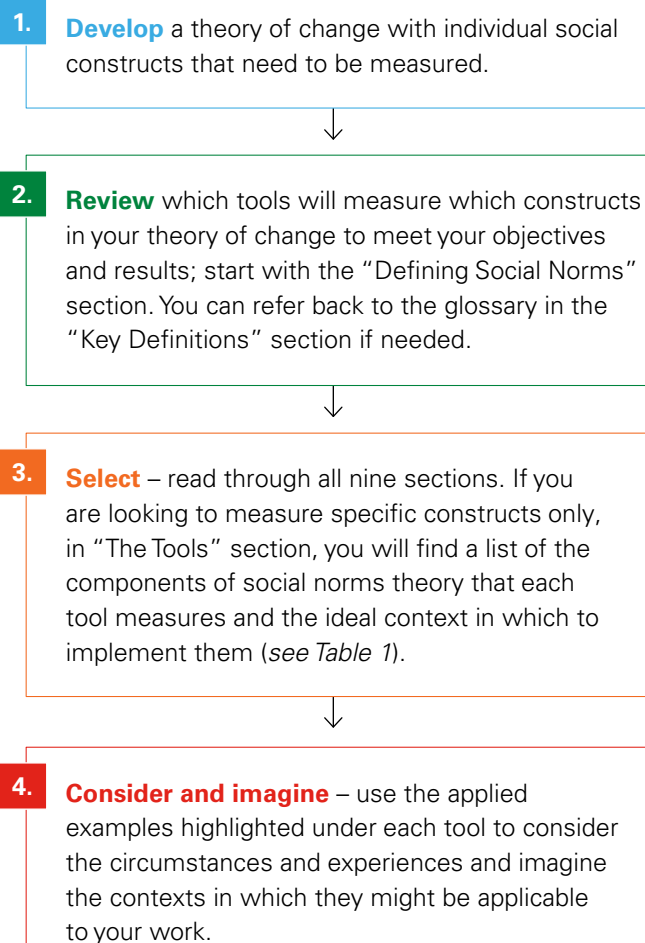 1.
Develop a theory of change with individual social
constructs that need to be measured.
2.
Review which tools will measure which constructs
in your theory of change to meet your objectives
and results; start with the “Defining Social Norms”
section. You can refer back to the glossary in the
“Key Definitions” section if needed.
3.
Select – read through all nine sections. If you
are looking to measure specific constructs only,
in “The Tools” section, you will find a list of the
components of social norms theory that each
tool measures and the ideal context in which to
implement them (see Table 1).
4.
Consider and imagine – use the applied
examples highlighted under each tool to consider
the circumstances and experiences and imagine
the contexts in which they might be applicable
to your work.